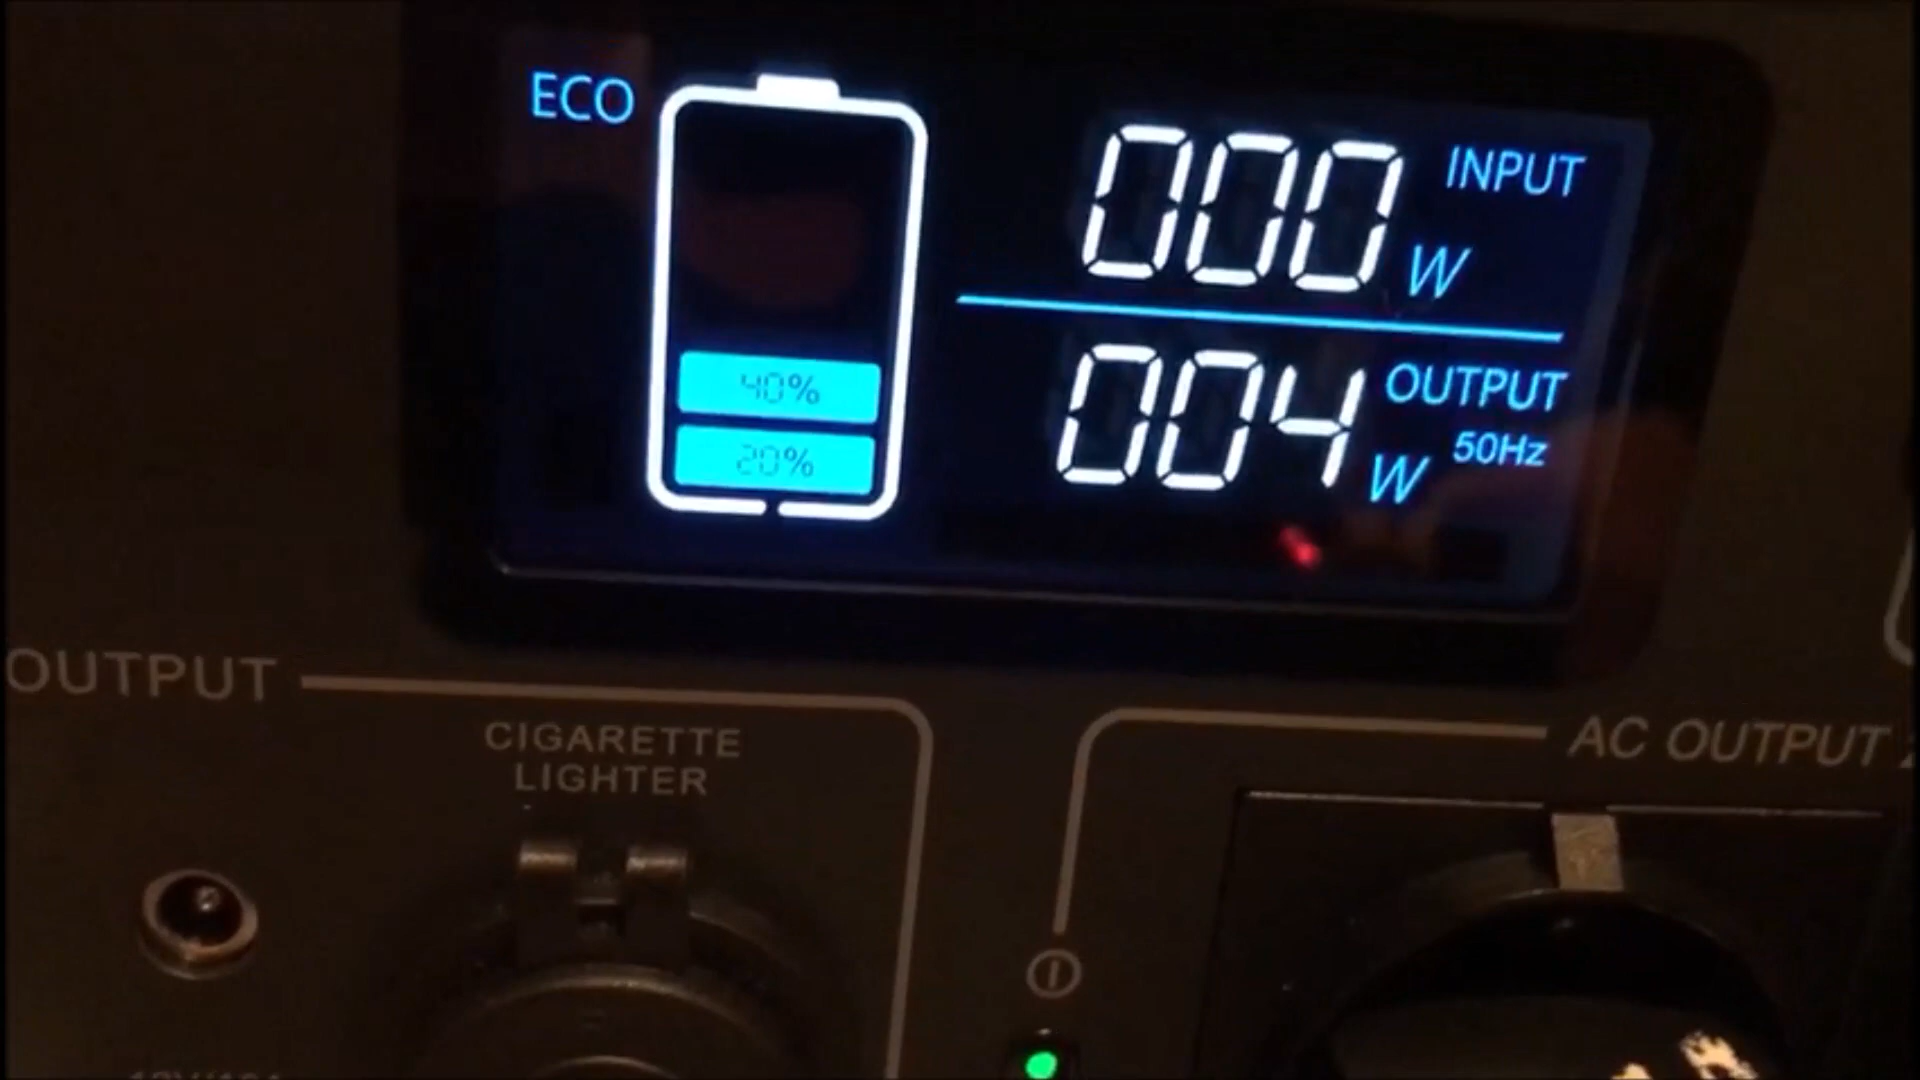 ECO
40%
20%
000 W INPUT
004 W OUTPUT
50Hz
OUTPUT
CIGARETTE
LIGHTER
AC OUTPUT